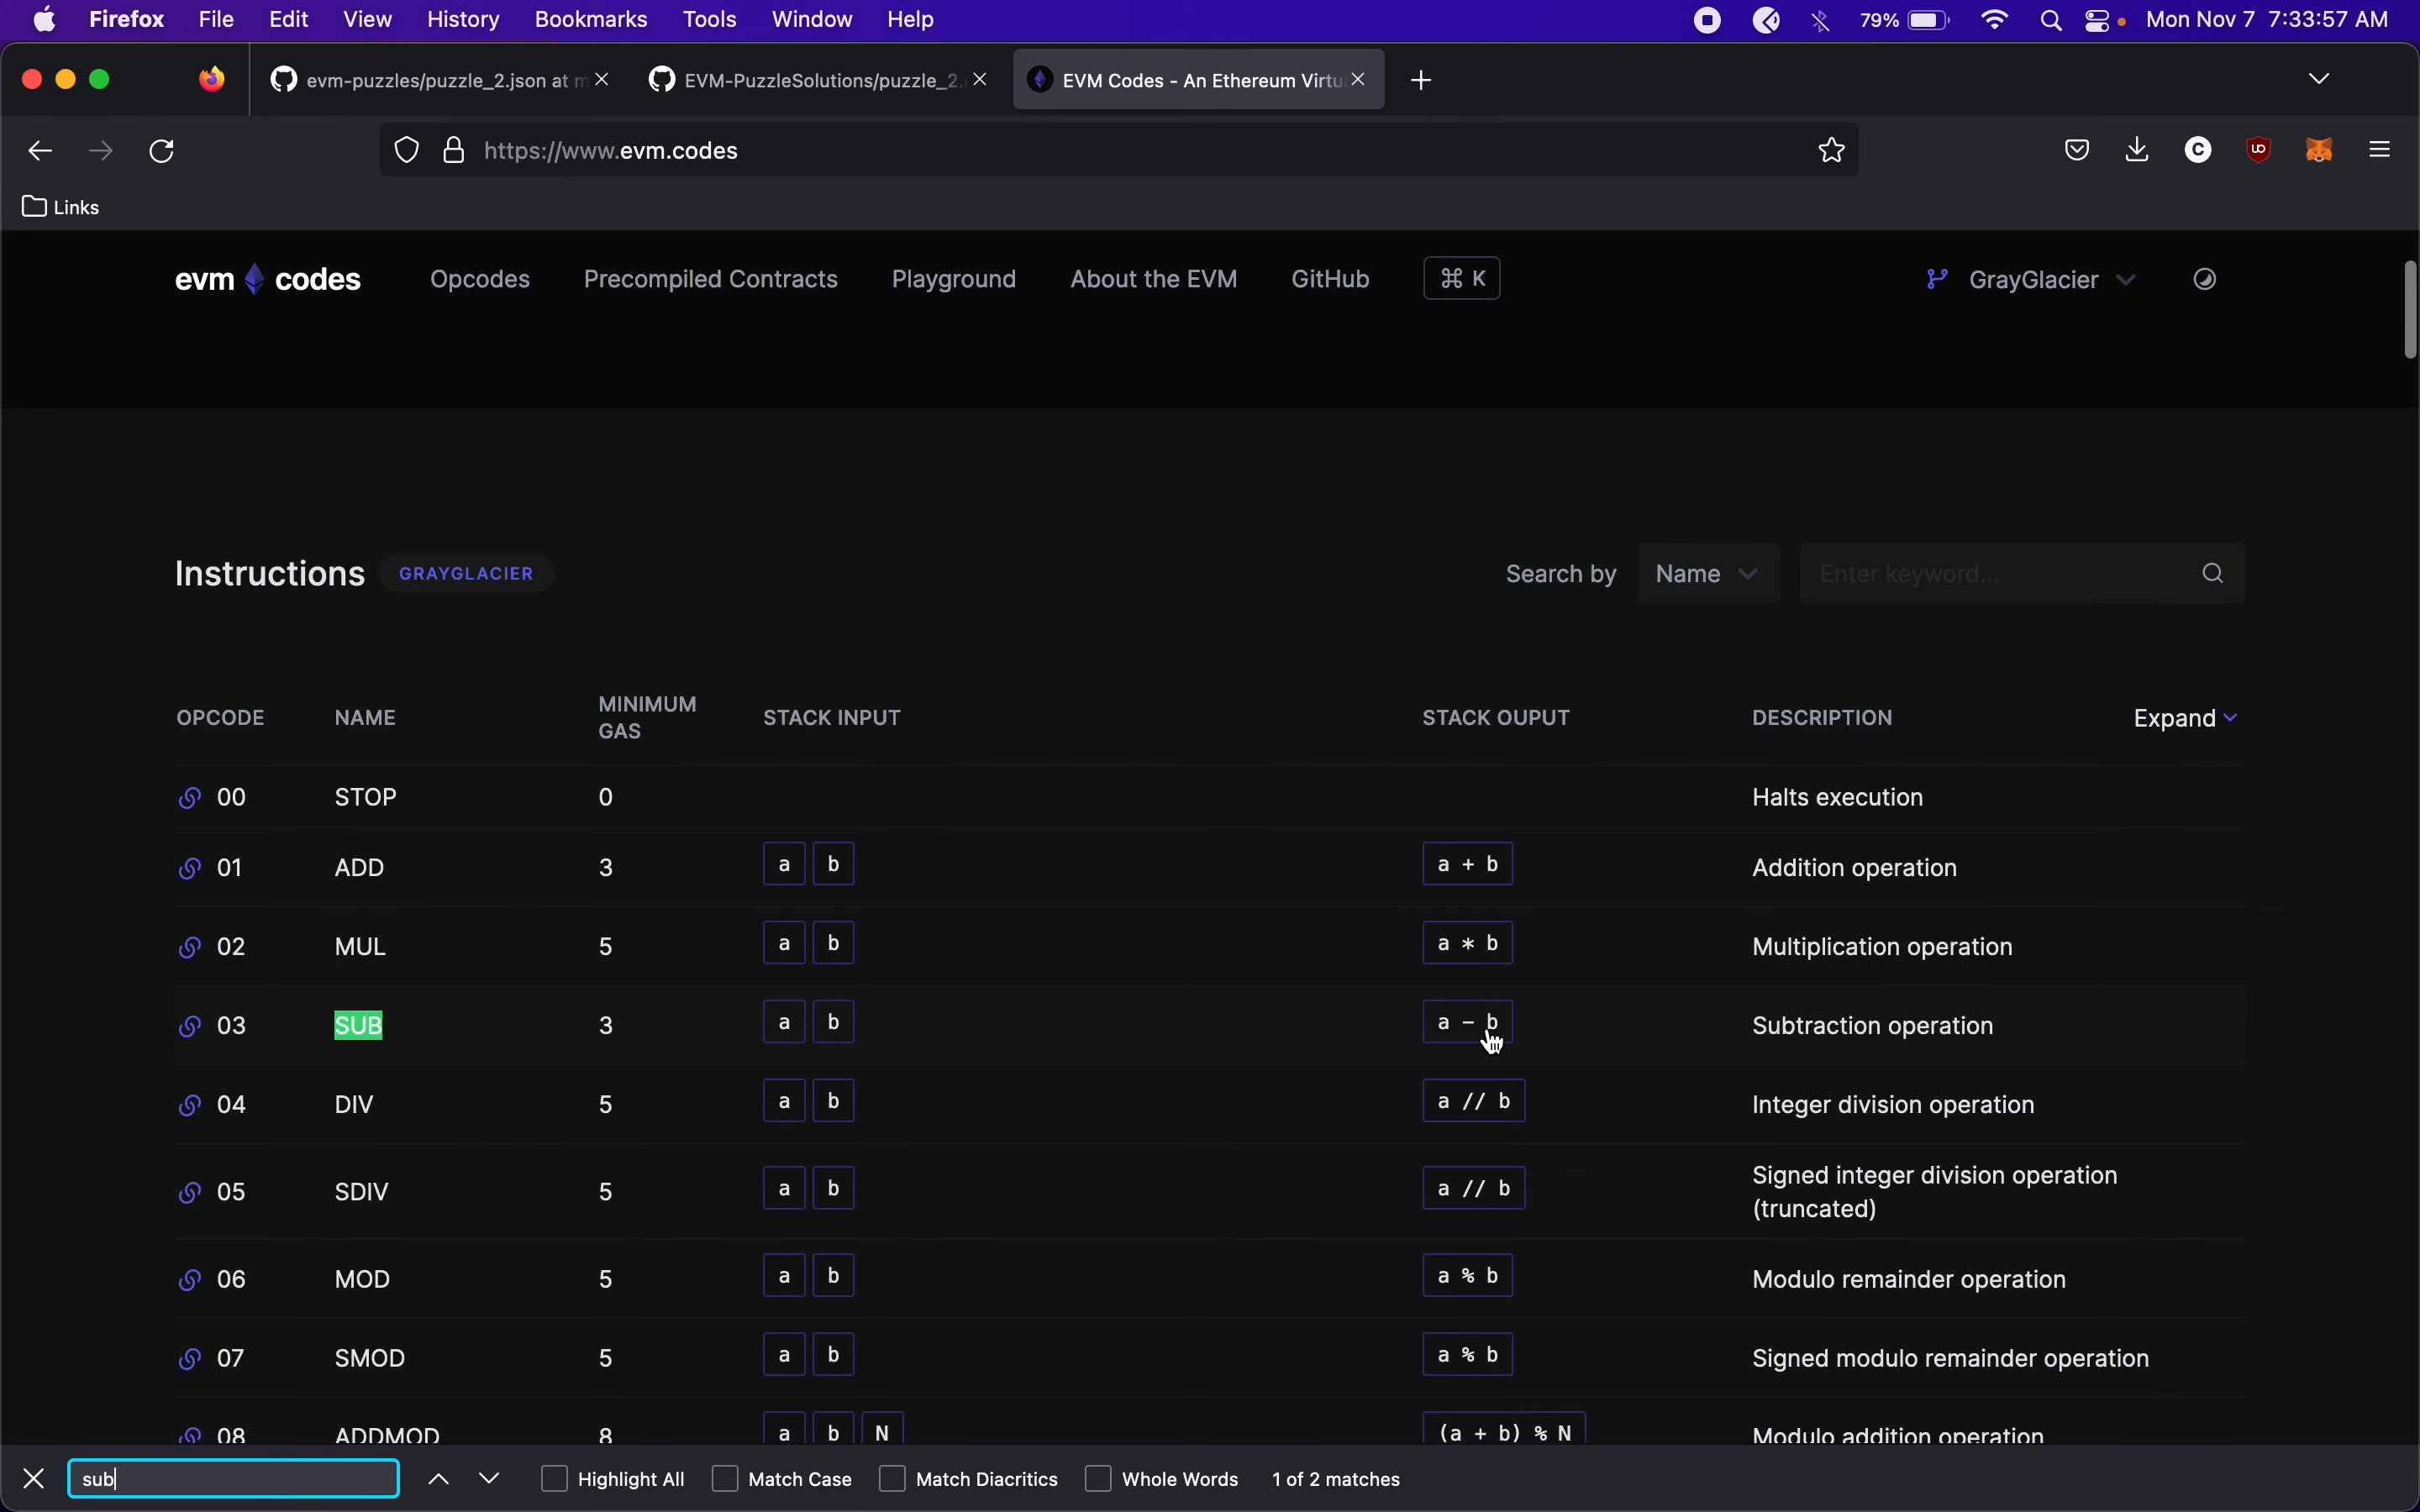 Firefox File Edit View History Bookmarks Tools Window Help 79% Mon Nov 7 7:33:57 AM
evm-puzzles/puzzle_2.json at EVM-PuzzleSolutions/puzzle_2. EVM Codes - An Ethereum Virtu
https://www.evm.codes
Links
evm codes Opcodes Precompiled Contracts Playground About the EVM GitHub ⌘ K GrayGlacier
Instructions GRAYGLACIER Search by Name Enter keyword...
OPCODE NAME MINIMUM GAS STACK INPUT STACK OUPUT DESCRIPTION Expand
00 STOP 0 Halts execution
01 ADD 3 a b a + b Addition operation
02 MUL 5 a b a * b Multiplication operation
03 SUB 3 a b a - b Subtraction operation
04 DIV 5 a b a // b Integer division operation
05 SDIV 5 a b a // b Signed integer division operation (truncated)
06 MOD 5 a b a % b Modulo remainder operation
07 SMOD 5 a b a % b Signed modulo remainder operation
08 ADDMOD 8 a b N (a + b) % N Modulo addition operation
sub Highlight All Match Case Match Diacritics Whole Words 1 of 2 matches